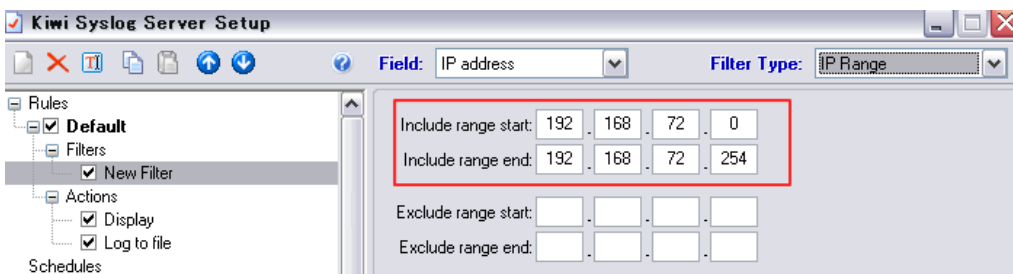 Kiwi Syslog Server Setup
Field: IP address Filter Type: IP Range
Rules
Default
Filters
New Filter
Actions
Display
Log to file
Schedules
Include range start: 192 . 168 . 72 . 0
Include range end: 192 . 168 . 72 . 254
Exclude range start: . . .
Exclude range end: . . .